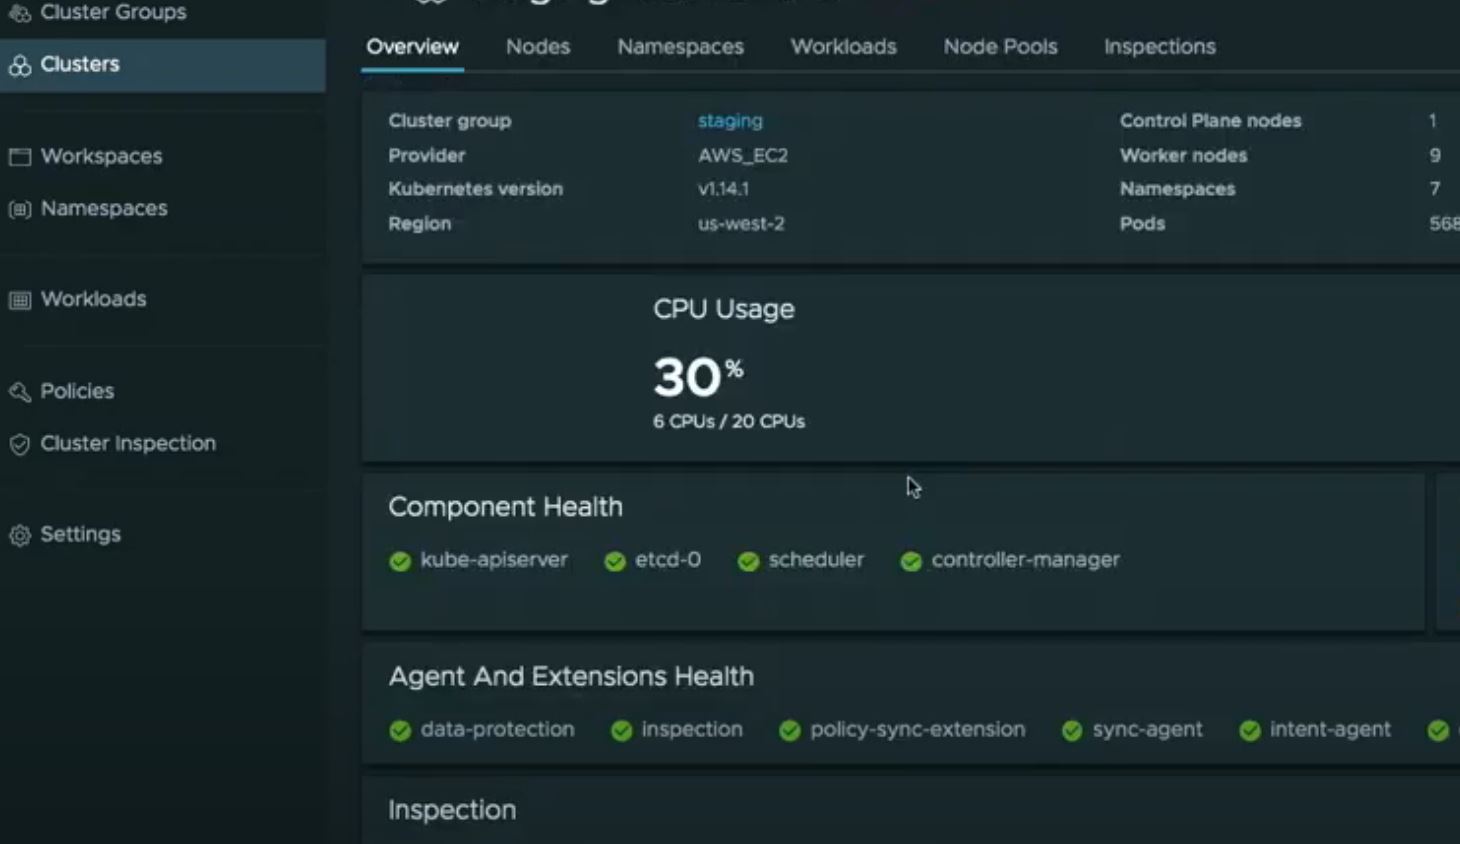 Cluster Groups
Clusters
Workspaces
Namespaces
Workloads
Policies
Cluster Inspection
Settings
Overview Nodes Namespaces Workloads Node Pools Inspections
Cluster group staging Control Plane nodes 1
Provider AWS_EC2 Worker nodes 9
Kubernetes version v1.14.1 Namespaces 7
Region us-west-2 Pods 568
CPU Usage
30%
6 CPUs / 20 CPUs
Component Health
kube-apiserver etcd-0 scheduler controller-manager
Agent And Extensions Health
data-protection inspection policy-sync-extension sync-agent intent-agent
Inspection